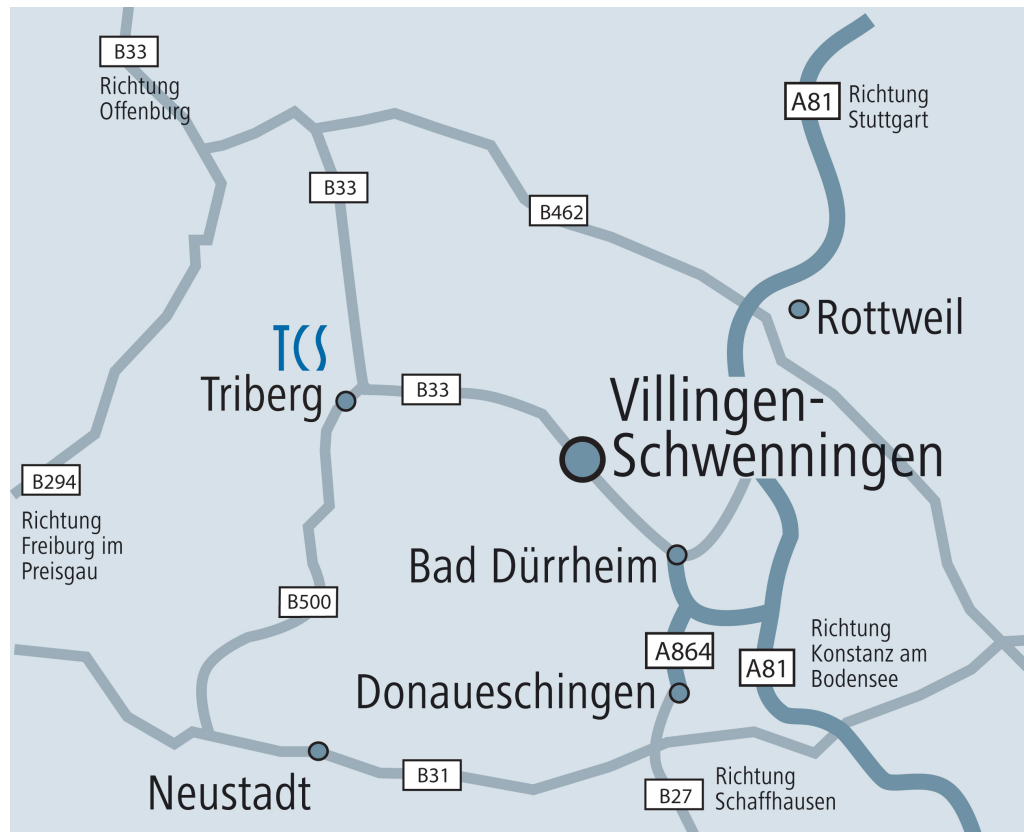 B33
Richtung
Offenburg
A81
Richtung
Stuttgart
B33
B462
Rottweil
TCS
Triberg
B33
Villingen-
Schwenningen
B294
Richtung
Freiburg im
Preisgau
Bad Dürrheim
B500
A864
A81
Richtung
Konstanz am
Bodensee
Donaueschingen
Neustadt
B31
B27
Richtung
Schaffhausen